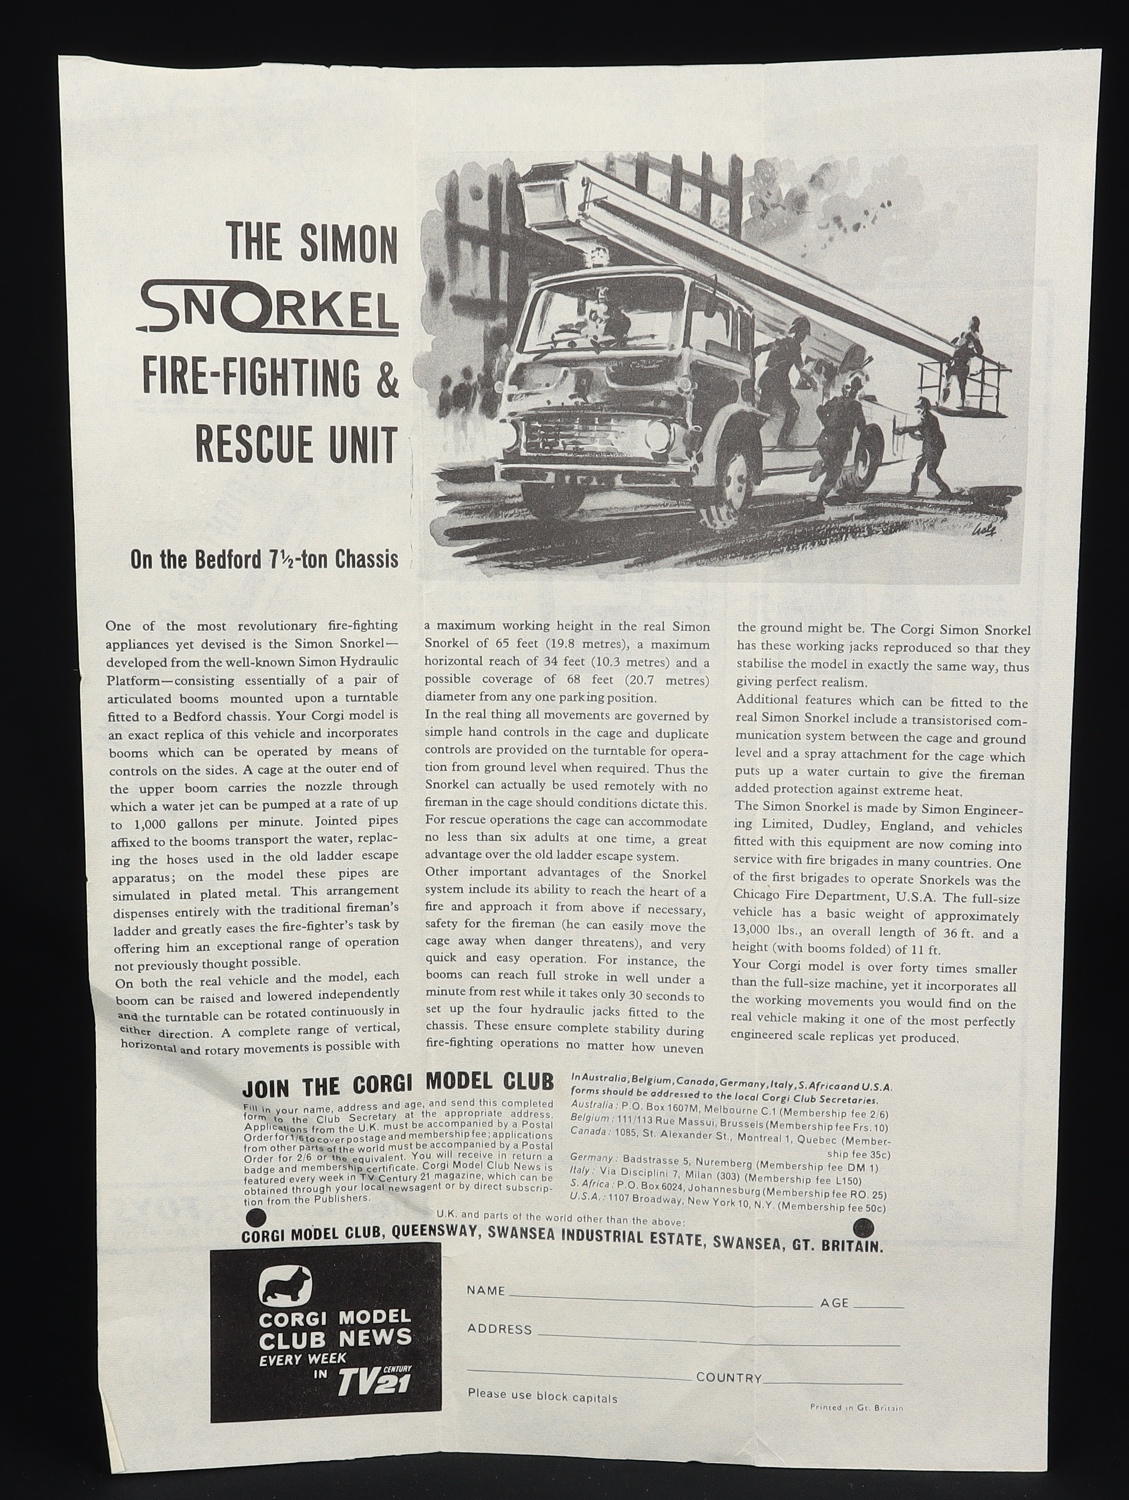 THE SIMON
SNORKEL
FIRE-FIGHTING &
RESCUE UNIT
On the Bedford 7½-ton Chassis
One of the most revolutionary fire-fighting
appliances yet devised is the Simon Snorkel—
developed from the well-known Simon Hydraulic
Platform—consisting essentially of a pair of
articulated booms mounted upon a turntable
fitted to a Bedford chassis. Your Corgi model is
an exact replica of this vehicle and incorporates
booms which can be operated by means of
controls on the sides. A cage at the outer end of
the upper boom carries the nozzle through
which a water jet can be pumped at a rate of up
to 1,000 gallons per minute. Jointed pipes
affixed to the booms transport the water, replac-
ing the hoses used in the old ladder escape
apparatus; on the model these pipes are
simulated in plated metal. This arrangement
dispenses entirely with the traditional fireman's
ladder and greatly eases the fire-fighter's task by
offering him an exceptional range of operation
not previously thought possible.
On both the real vehicle and the model, each
boom can be raised and lowered independently
and the turntable can be rotated continuously in
either direction. A complete range of vertical,
horizontal and rotary movements is possible with
a maximum working height in the real Simon
Snorkel of 65 feet (19.8 metres), a maximum
horizontal reach of 34 feet (10.3 metres) and a
possible coverage of 68 feet (20.7 metres)
diameter from any one parking position.
In the real thing all movements are governed by
simple hand controls in the cage and duplicate
controls are provided on the turntable for opera-
tion from ground level when required. Thus the
Snorkel can actually be used remotely with no
fireman in the cage should conditions dictate this.
For rescue operations the cage can accommodate
no less than six adults at one time, a great
advantage over the old ladder escape system.
Other important advantages of the Snorkel
system include its ability to reach the heart of a
fire and approach it from above if necessary,
safety for the fireman (he can easily move the
cage away when danger threatens), and very
quick and easy operation. For instance, the
booms can reach full stroke in well under a
minute from rest while it takes only 30 seconds to
set up the four hydraulic jacks fitted to the
chassis. These ensure complete stability during
fire-fighting operations no matter how uneven
the ground might be. The Corgi Simon Snorkel
has these working jacks reproduced so that they
stabilise the model in exactly the same way, thus
giving perfect realism.
Additional features which can be fitted to the
real Simon Snorkel include a transistorised com-
munication system between the cage and ground
level and a spray attachment for the cage which
puts up a water curtain to give the fireman
added protection against extreme heat.
The Simon Snorkel is made by Simon Engineer-
ing Limited, Dudley, England, and vehicles
fitted with this equipment are now coming into
service with fire brigades in many countries. One
of the first brigades to operate Snorkels was the
Chicago Fire Department, U.S.A. The full-size
vehicle has a basic weight of approximately
13,000 lbs., an overall length of 36 ft. and a
height (with booms folded) of 11 ft.
Your Corgi model is over forty times smaller
than the full-size machine, yet it incorporates all
the working movements you would find on the
real vehicle making it one of the most perfectly
engineered scale replicas yet produced.
JOIN THE CORGI MODEL CLUB
Fill in your name, address and age, and send this completed
form to the Club Secretary at the appropriate address.
Applications from the U.K. must be accompanied by a Postal
Order for 1/6 to cover postage and membership fee; applications
from other parts of the world must be accompanied by a Postal
Order for 2/6 or the equivalent. You will receive in return a
badge and membership certificate. Corgi Model Club News is
featured every week in TV Century 21 magazine, which can be
obtained through your local newsagent or by direct subscrip-
tion from the Publishers.
In Australia, Belgium, Canada, Germany, Italy, S. Africa and U.S.A.
forms should be addressed to the local Corgi Club Secretaries.
Australia: P.O. Box 1607M, Melbourne C.1 (Membership fee 2/6)
Belgium: 111/113 Rue Massui, Brussels (Membership fee Frs. 10)
Canada: 1085, St. Alexander St., Montreal 1, Quebec (Member-
ship fee 35c)
Germany: Badstrasse 5, Nuremberg (Membership fee DM 1)
Italy: Via Disciplini 7, Milan (303) (Membership fee L150)
S. Africa: P.O. Box 6024, Johannesburg (Membership fee RO. 25)
U.S.A.: 1107 Broadway, New York 10, N.Y. (Membership fee 50c)
U.K. and parts of the world other than the above:
CORGI MODEL CLUB, QUEENSWAY, SWANSEA INDUSTRIAL ESTATE, SWANSEA, GT. BRITAIN.
CORGI MODEL
CLUB NEWS
EVERY WEEK
IN TV CENTURY 21
NAME AGE
ADDRESS
COUNTRY
Please use block capitals
Printed in Gt. Britain